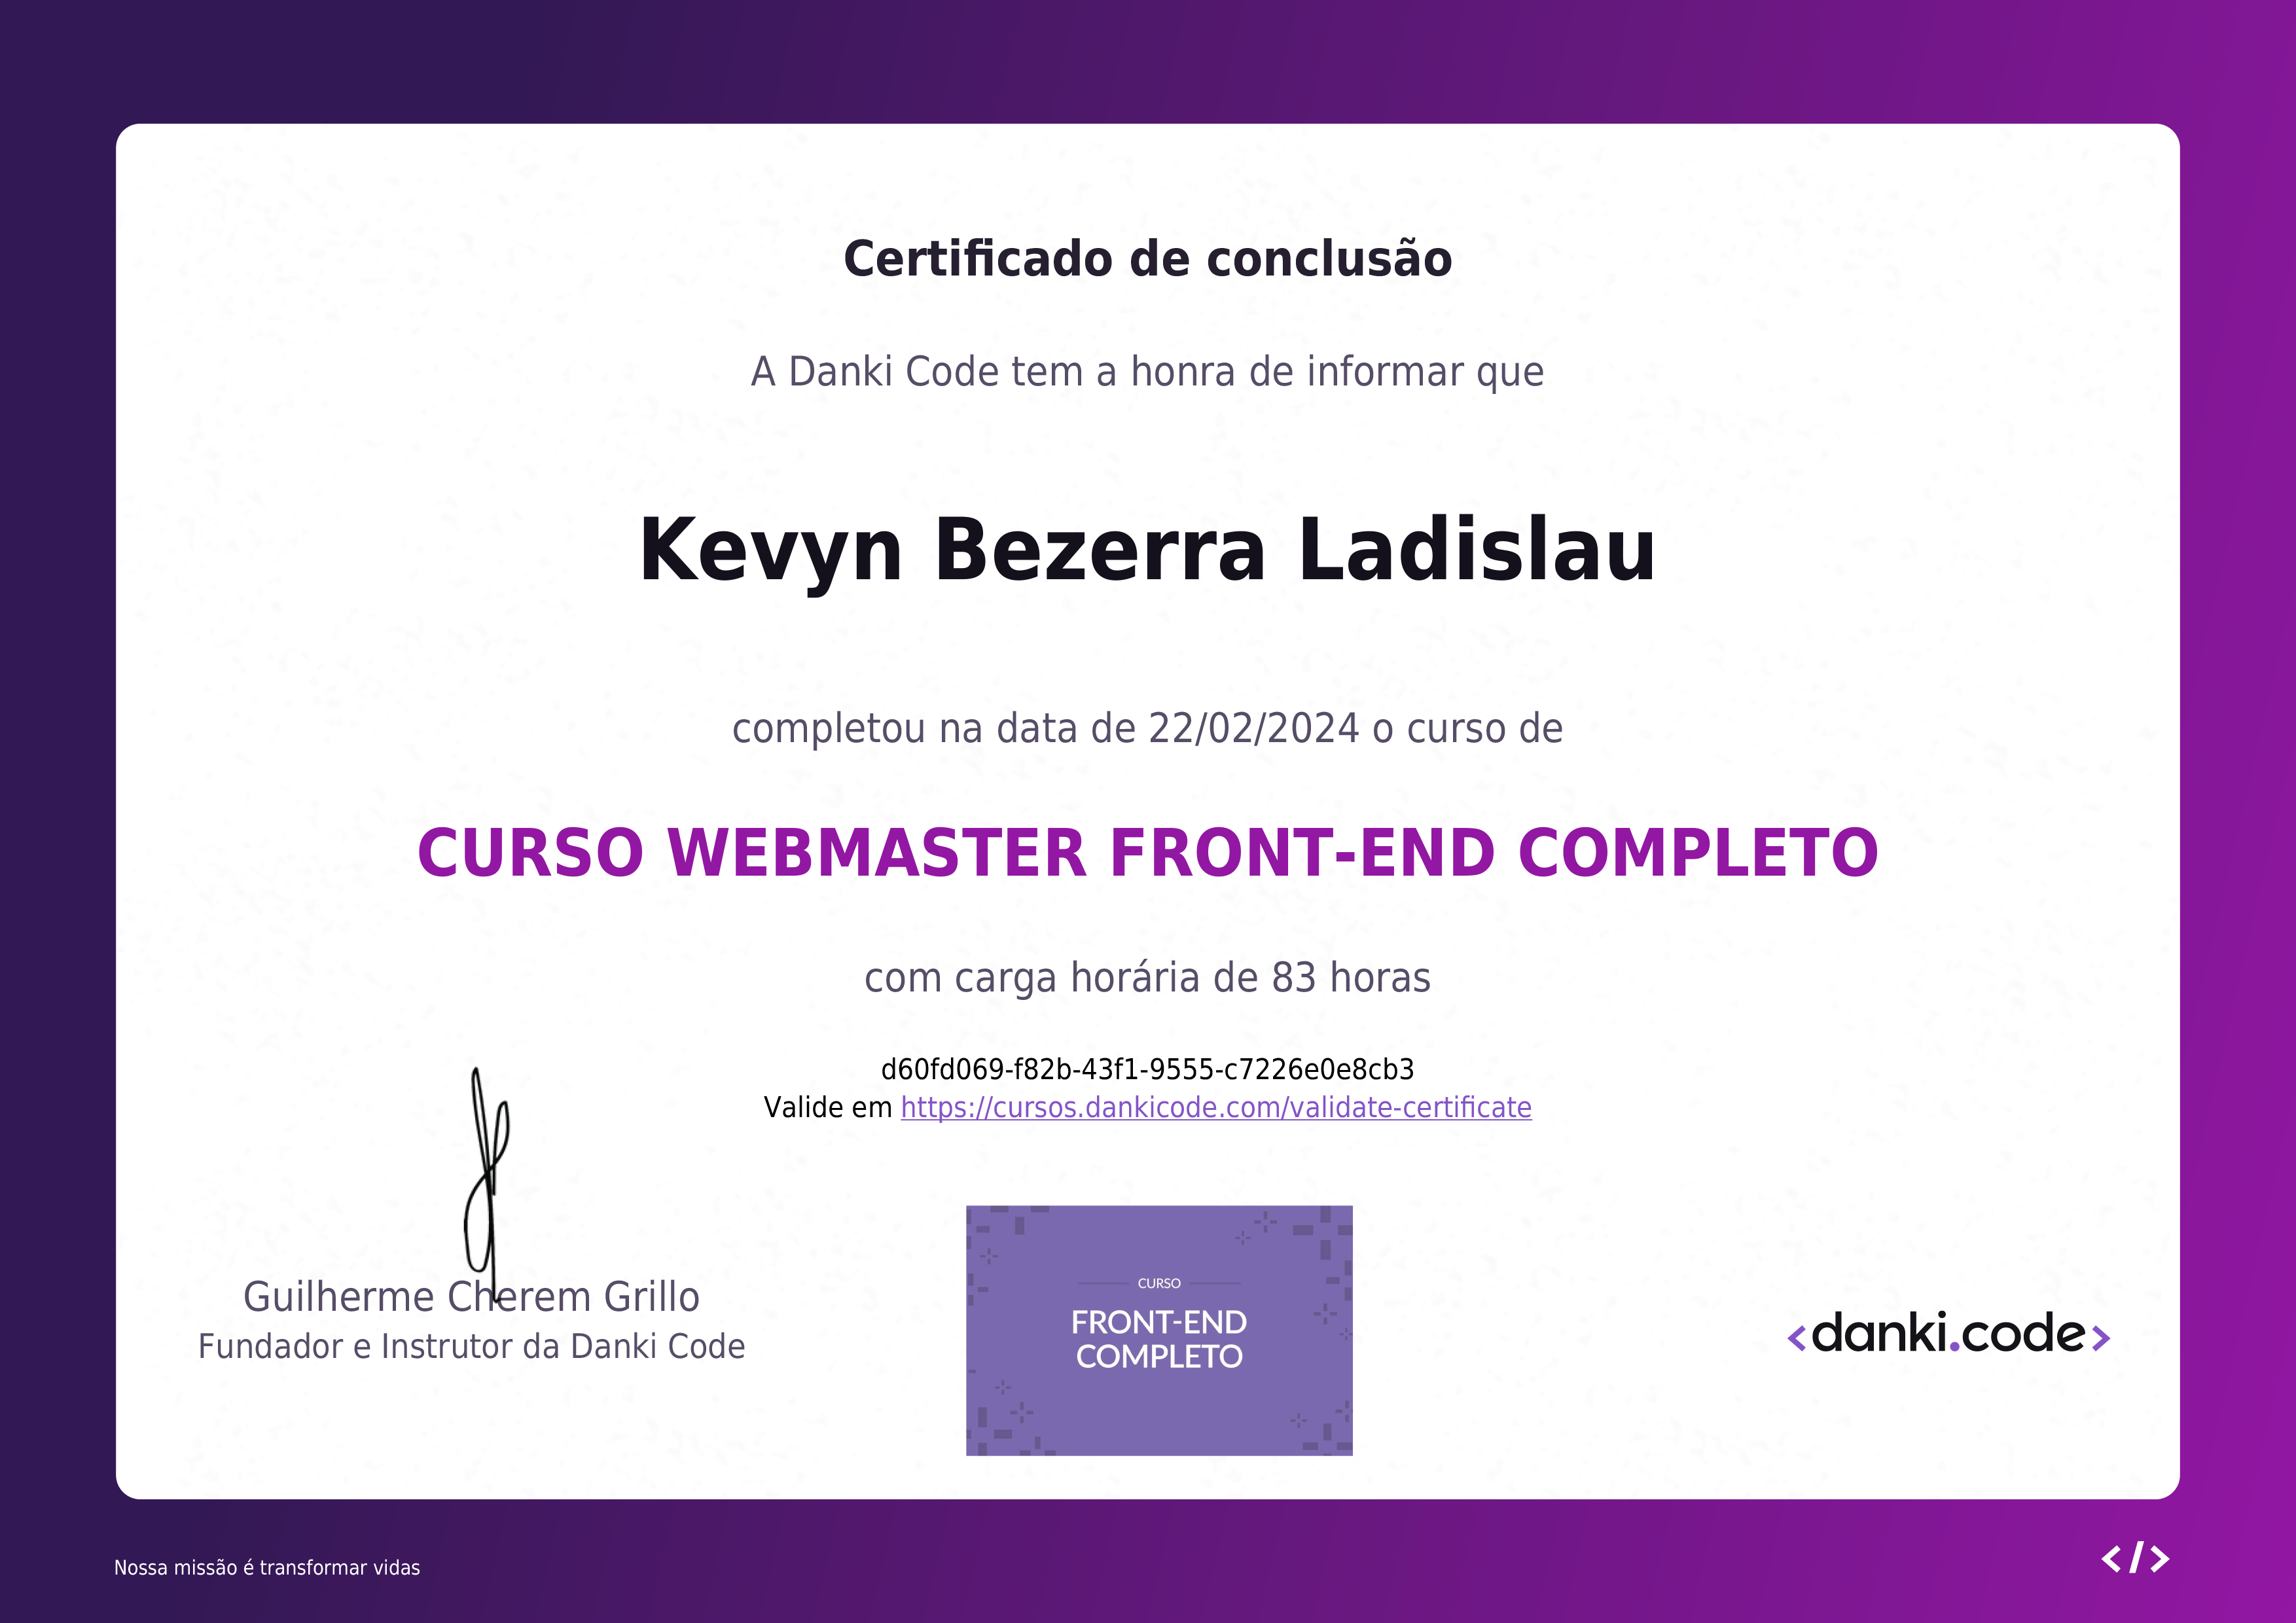 Certificado de conclusão
A Danki Code tem a honra de informar que
Kevyn Bezerra Ladislau
completou na data de 22/02/2024 o curso de
CURSO WEBMASTER FRONT-END COMPLETO
com carga horária de 83 horas
d60fd069-f82b-43f1-9555-c7226e0e8cb3
Valide em https://cursos.dankicode.com/validate-certificate
Guilherme Cherem Grillo
Fundador e Instrutor da Danki Code
CURSO
FRONT-END
COMPLETO
<danki.code>
Nossa missão é transformar vidas
</>